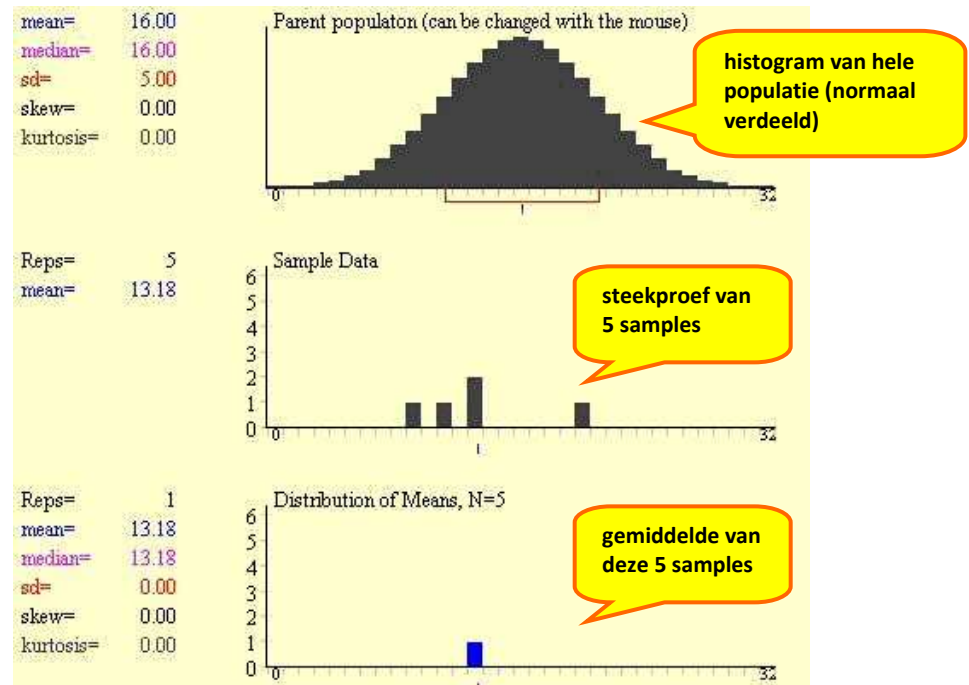 mean= 16.00
median= 16.00
sd= 5.00
skew= 0.00
kurtosis= 0.00
Parent populaton (can be changed with the mouse)
0 32
histogram van hele
populatie (normaal
verdeeld)
Reps= 5
mean= 13.18
Sample Data
6
5
4
3
2
1
0
0 32
steekproef van
5 samples
Reps= 1
mean= 13.18
median= 13.18
sd= 0.00
skew= 0.00
kurtosis= 0.00
Distribution of Means, N=5
6
5
4
3
2
1
0
0 32
gemiddelde van
deze 5 samples